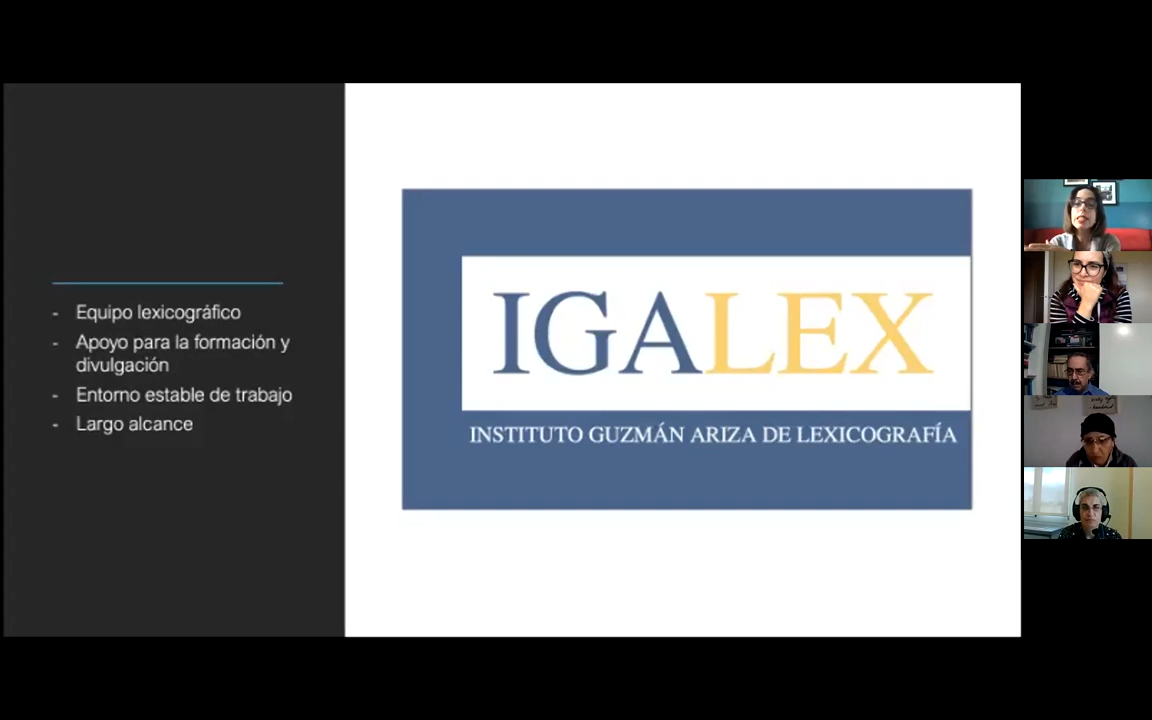 - Equipo lexicográfico
- Apoyo para la formación y
divulgación
- Entorno estable de trabajo
- Largo alcance
IGALEX
INSTITUTO GUZMÁN ARIZA DE LEXICOGRAFÍA